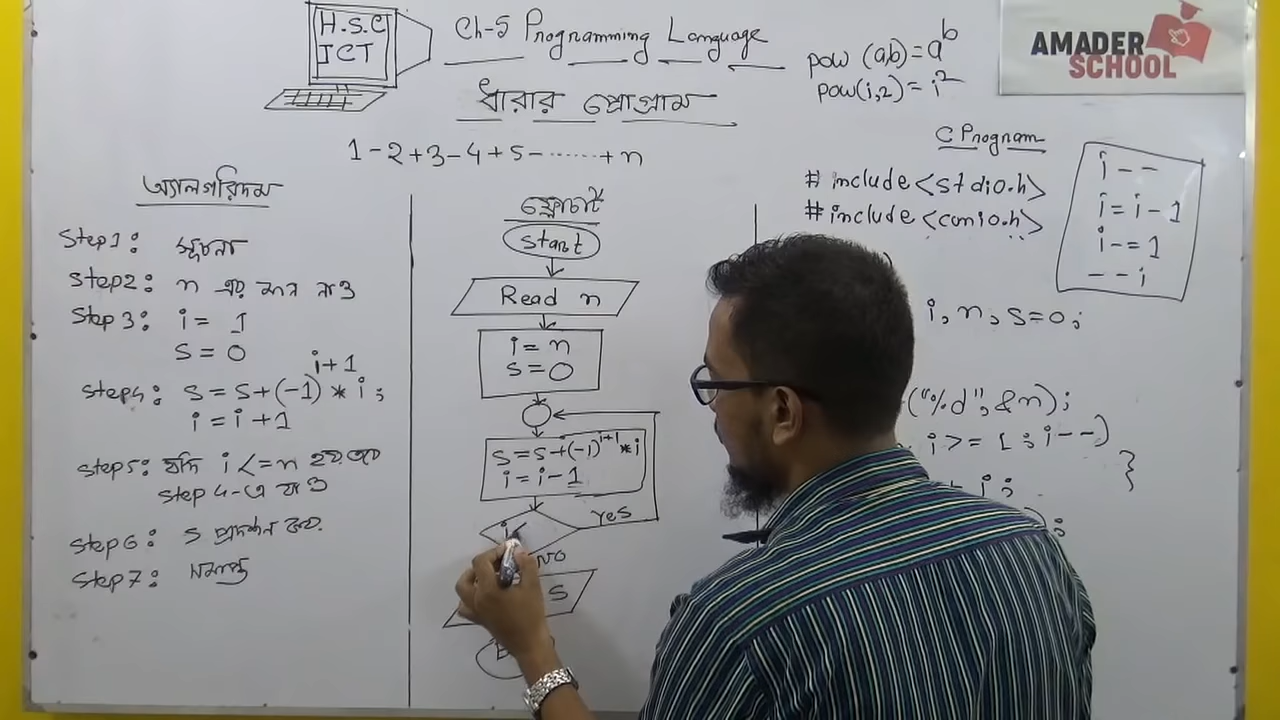 H.S.C
ICT
Ch-5 Programming Language
ধারার প্রোগ্রাম
1 - 2 + 3 - 4 + 5 - ...... + n
pow (a,b) = a^b
pow(i,2) = i^2
AMADER
SCHOOL
অ্যালগরিদম
Step1: সূচনা
Step2: n এর মান নাও
Step 3: i = 1
S = 0
Step4: S = S + (-1)^i+1 * i ;
i = i + 1
Step5: যদি i <= n হয় তবে
Step 4-এ যাও
Step6: S প্রদর্শন কর.
Step7: সমাপ্ত
ফ্লোচার্ট
Start
Read n
i = n
S = 0
S = S + (-1)^i+1 * i
i = i - 1
i <
Yes
No
S
E
C Program
# include <stdio.h>
# include <conio.h>
)
i, n, s=0;
("%d", &n);
i >= 1 ; i--)
}
i ;
);
i - -
i = i - 1
i -= 1
- - i